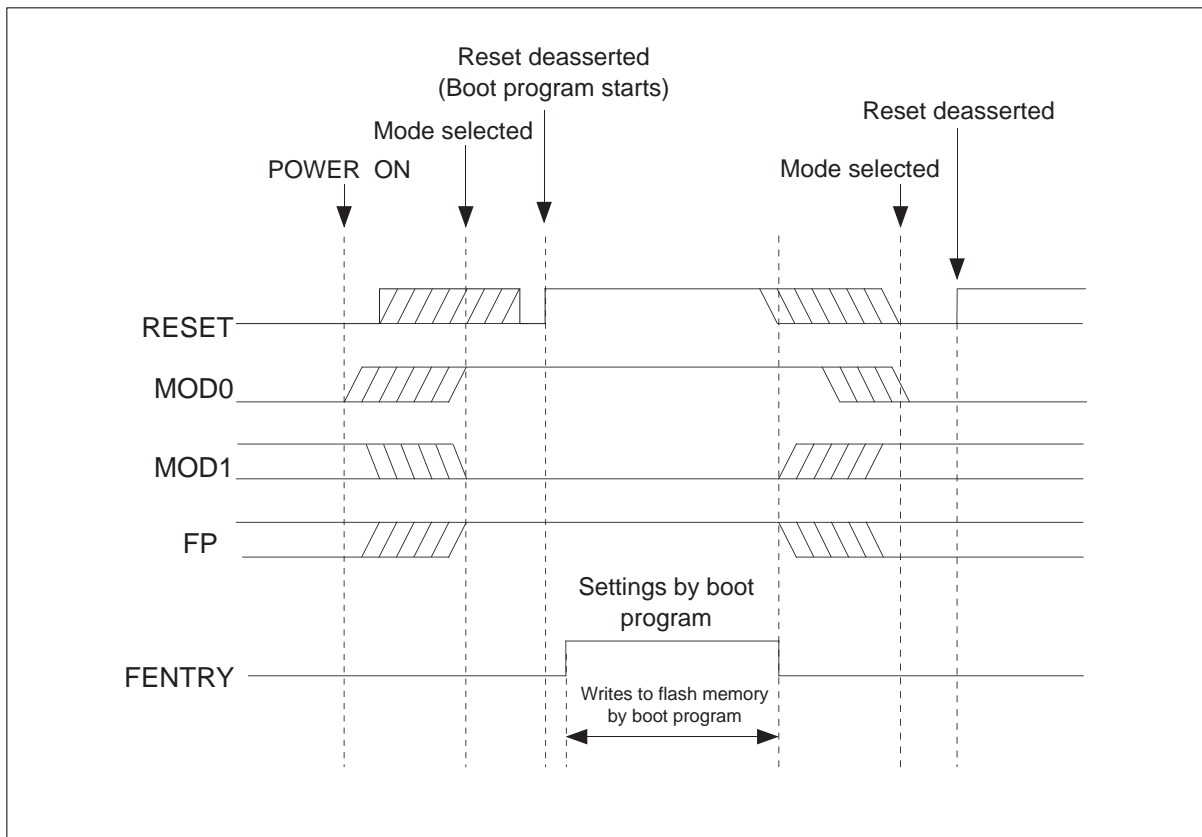 Reset deasserted
(Boot program starts)
Reset deasserted
Mode selected
POWER ON
Mode selected
RESET
MOD0
MOD1
FP
Settings by boot
program
FENTRY
Writes to flash memory
by boot program